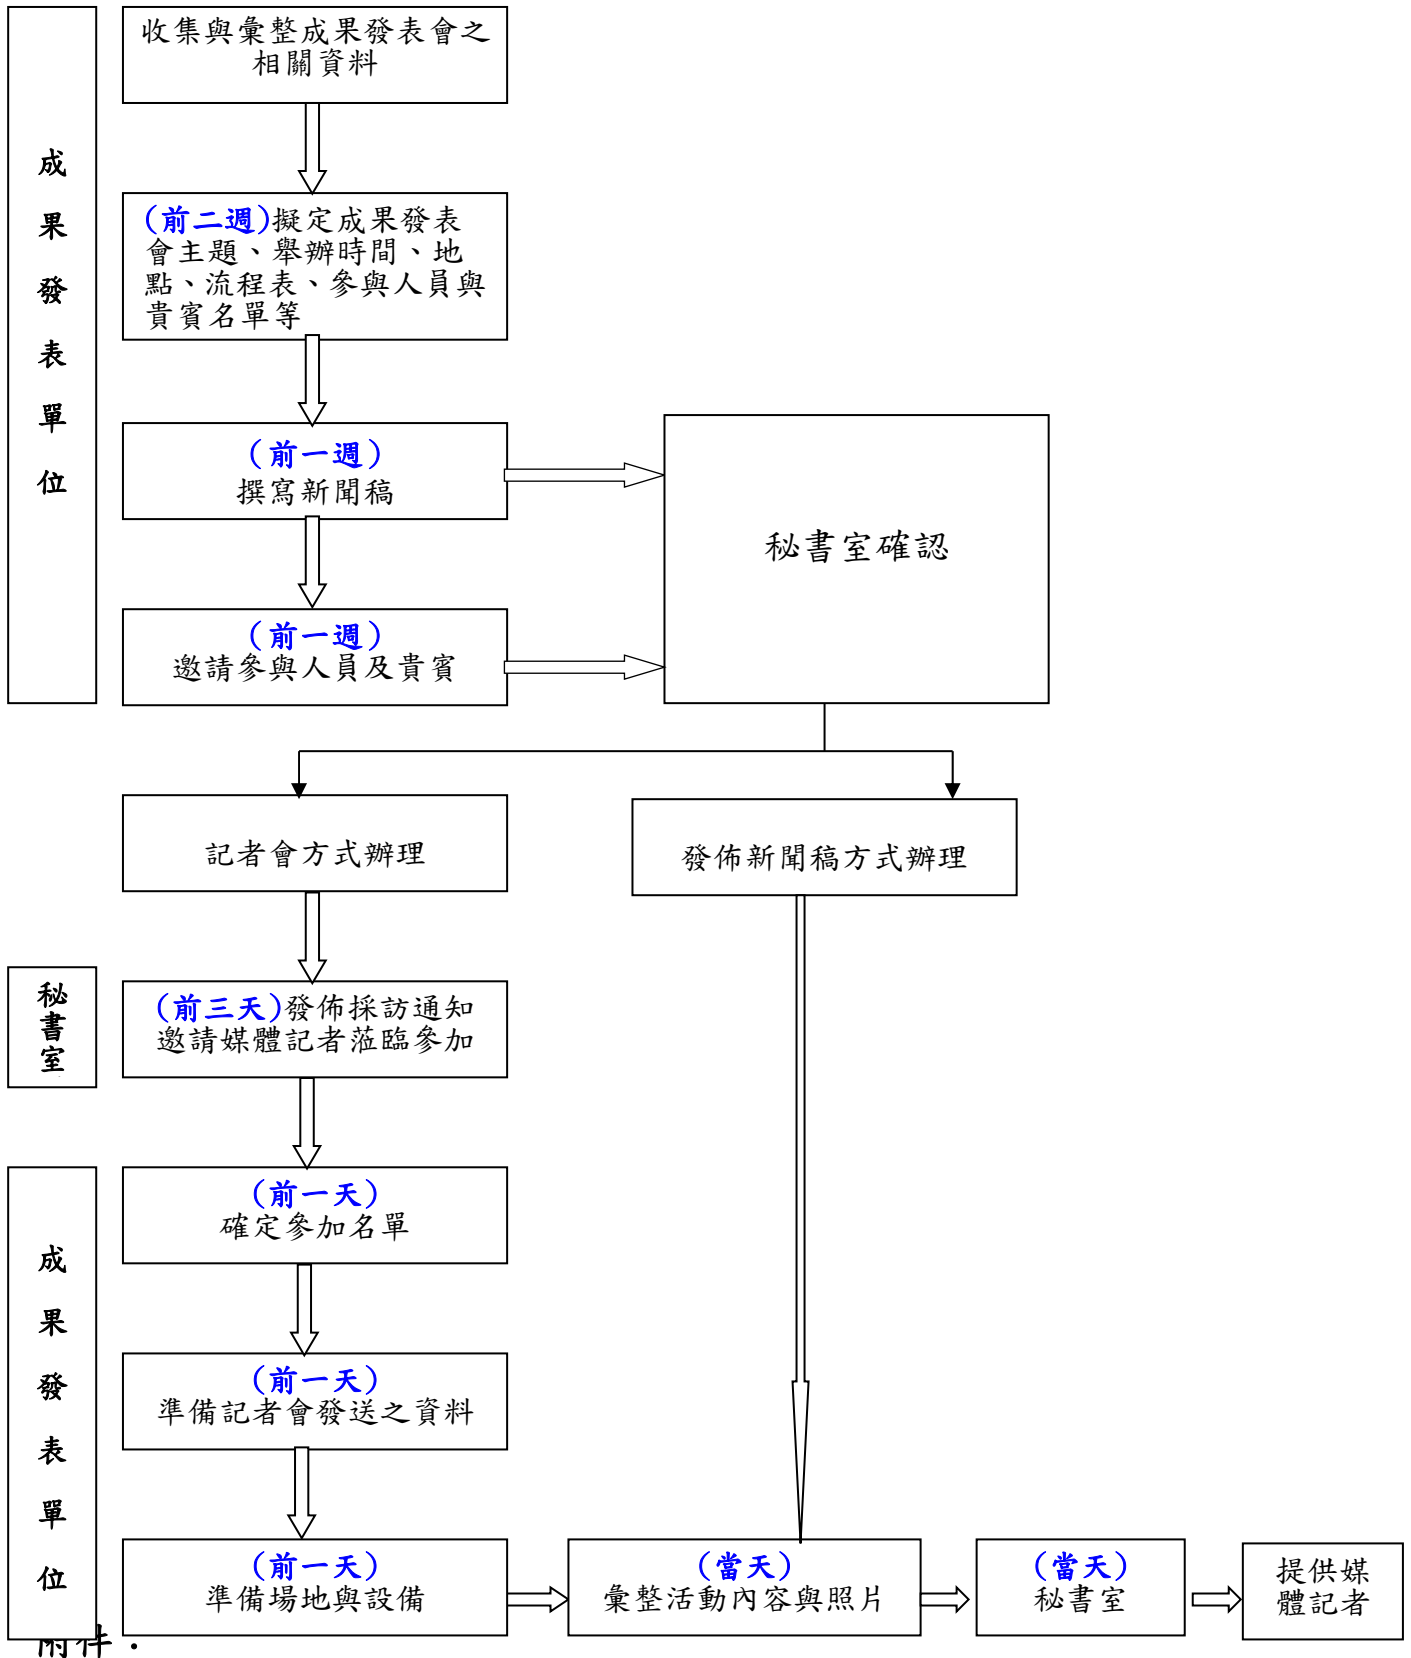 成果發表單位
收集與彙整成果發表會之
相關資料
(前二週)擬定成果發表
會主題、舉辦時間、地
點、流程表、參與人員與
貴賓名單等
(前一週)
撰寫新聞稿
(前一週)
邀請參與人員及貴賓
秘書室確認
記者會方式辦理
發佈新聞稿方式辦理
秘書室
(前三天)發佈採訪通知
邀請媒體記者蒞臨參加
成果發表單位
(前一天)
確定參加名單
(前一天)
準備記者會發送之資料
(前一天)
準備場地與設備
(當天)
彙整活動內容與照片
(當天)
秘書室
提供媒
體記者
附件：